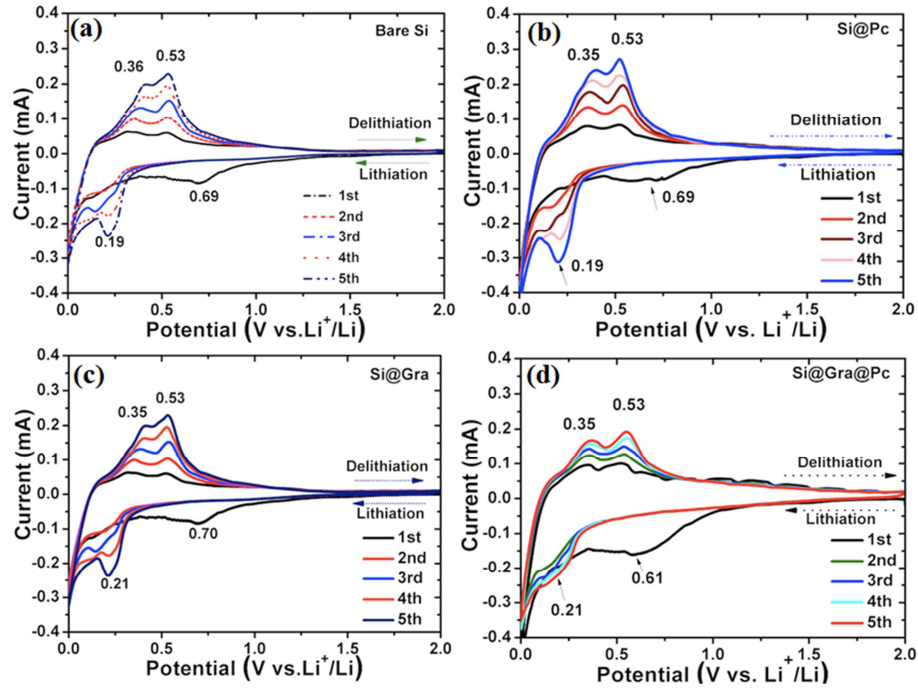 (a)
Bare Si
0.36
0.53
Delithiation
Lithiation
0.69
0.19
1st
2nd
3rd
4th
5th
0.4
0.3
0.2
0.1
0.0
-0.1
-0.2
-0.3
-0.4
Current (mA)
0.0 0.5 1.0 1.5 2.0
Potential (V vs.Li⁺/Li)
(b)
Si@Pc
0.35
0.53
Delithiation
Lithiation
0.69
0.19
1st
2nd
3rd
4th
5th
0.4
0.3
0.2
0.1
0.0
-0.1
-0.2
-0.3
-0.4
Current (mA)
0.0 0.5 1.0 1.5 2.0
Potential (V vs. Li⁺/Li)
(c)
Si@Gra
0.35
0.53
Delithiation
Lithiation
0.70
0.21
1st
2nd
3rd
4th
5th
0.4
0.3
0.2
0.1
0.0
-0.1
-0.2
-0.3
-0.4
Current (mA)
0.0 0.5 1.0 1.5 2.0
Potential (V vs.Li⁺/Li)
(d)
Si@Gra@Pc
0.35
0.53
Delithiation
Lithiation
0.61
0.21
1st
2nd
3rd
4th
5th
0.4
0.3
0.2
0.1
0.0
-0.1
-0.2
-0.3
-0.4
Current (mA)
0.0 0.5 1.0 1.5 2.0
Potential (V vs. Li⁺/Li)